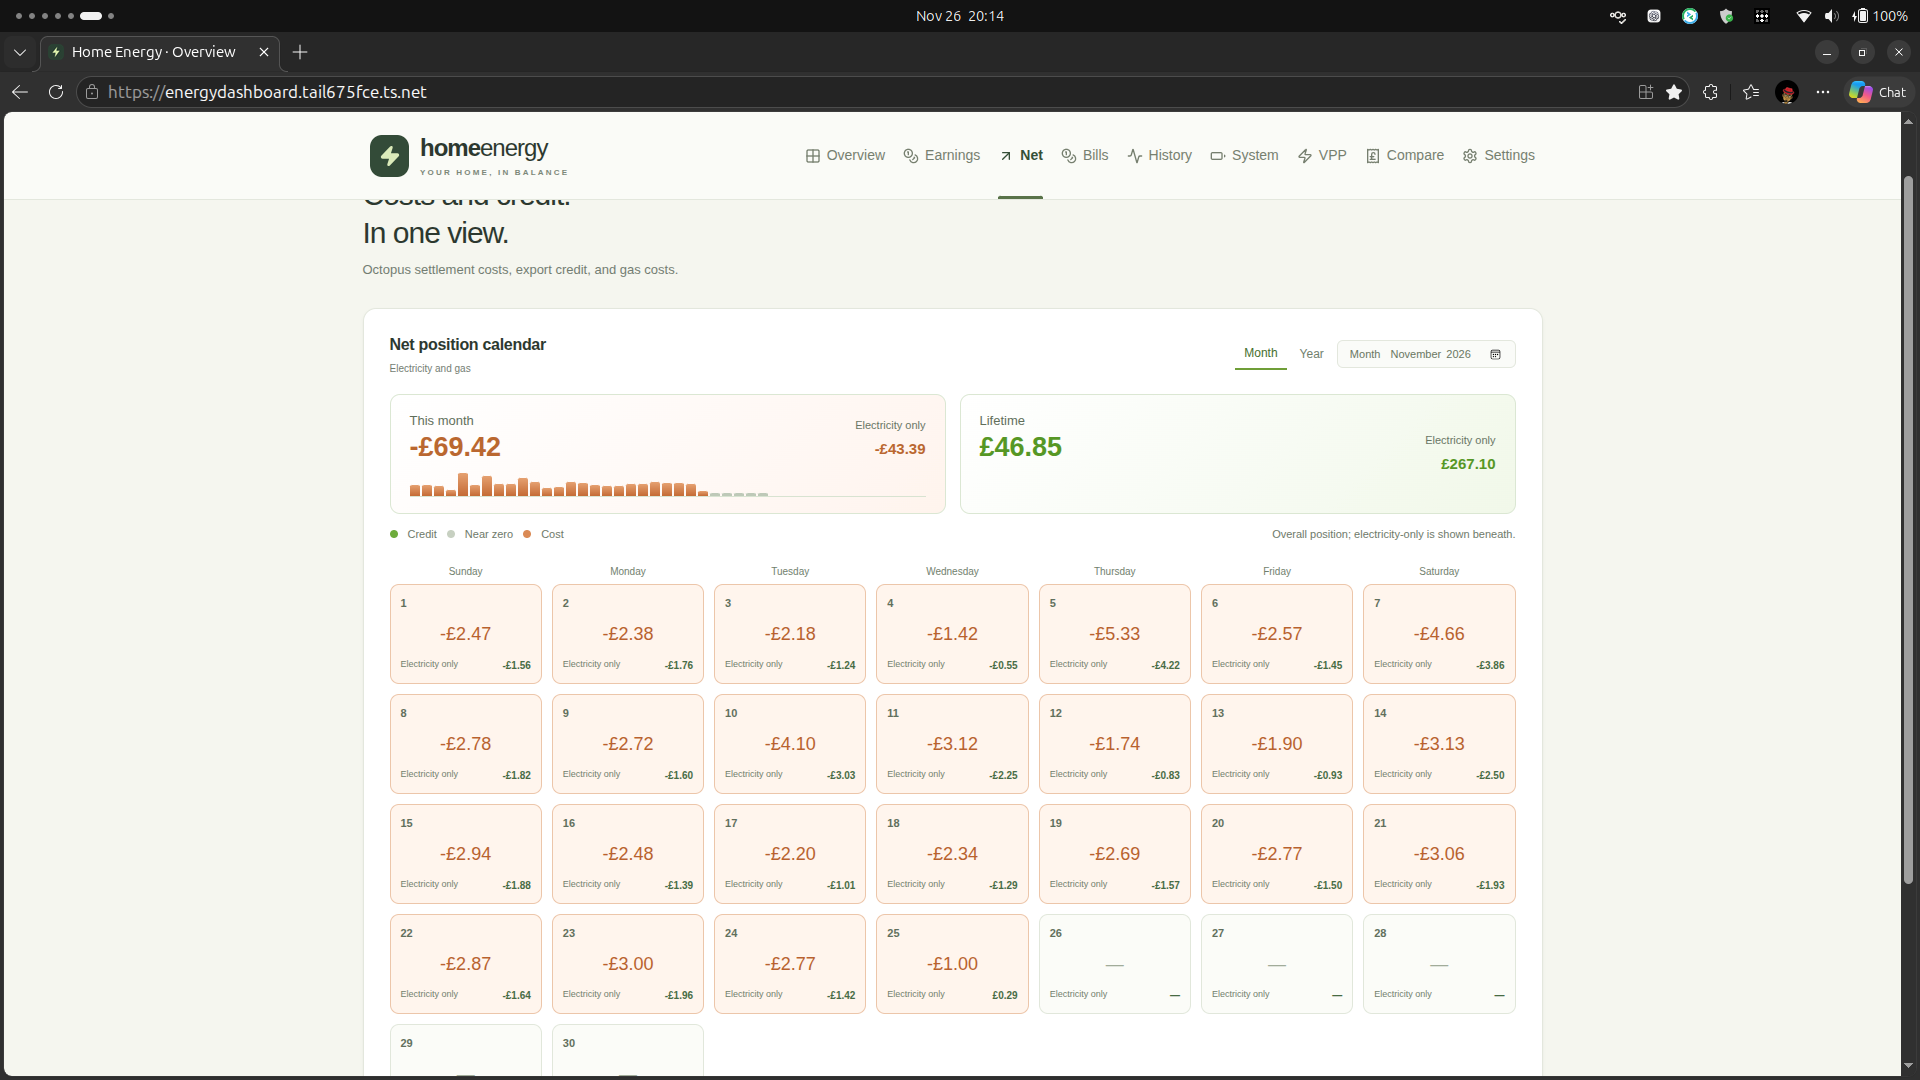 Nov 26 20:14
100%
Home Energy · Overview
https://energydashboard.tail675fce.ts.net
Chat
homeenergy
YOUR HOME, IN BALANCE
Overview Earnings Net Bills History System VPP Compare Settings
Costs and credit.
In one view.
Octopus settlement costs, export credit, and gas costs.
Net position calendar
Electricity and gas
Month Year Month November 2026
This month
-£69.42
Electricity only
-£43.39
Lifetime
£46.85
Electricity only
£267.10
Credit Near zero Cost
Overall position; electricity-only is shown beneath.
Sunday Monday Tuesday Wednesday Thursday Friday Saturday
1 2 3 4 5 6 7
-£2.47 -£2.38 -£2.18 -£1.42 -£5.33 -£2.57 -£4.66
Electricity only -£1.56 Electricity only -£1.76 Electricity only -£1.24 Electricity only -£0.55 Electricity only -£4.22 Electricity only -£1.45 Electricity only -£3.86
8 9 10 11 12 13 14
-£2.78 -£2.72 -£4.10 -£3.12 -£1.74 -£1.90 -£3.13
Electricity only -£1.82 Electricity only -£1.60 Electricity only -£3.03 Electricity only -£2.25 Electricity only -£0.83 Electricity only -£0.93 Electricity only -£2.50
15 16 17 18 19 20 21
-£2.94 -£2.48 -£2.20 -£2.34 -£2.69 -£2.77 -£3.06
Electricity only -£1.88 Electricity only -£1.39 Electricity only -£1.01 Electricity only -£1.29 Electricity only -£1.57 Electricity only -£1.50 Electricity only -£1.93
22 23 24 25 26 27 28
-£2.87 -£3.00 -£2.77 -£1.00 — — —
Electricity only -£1.64 Electricity only -£1.96 Electricity only -£1.42 Electricity only £0.29 Electricity only — Electricity only — Electricity only —
29 30
— —